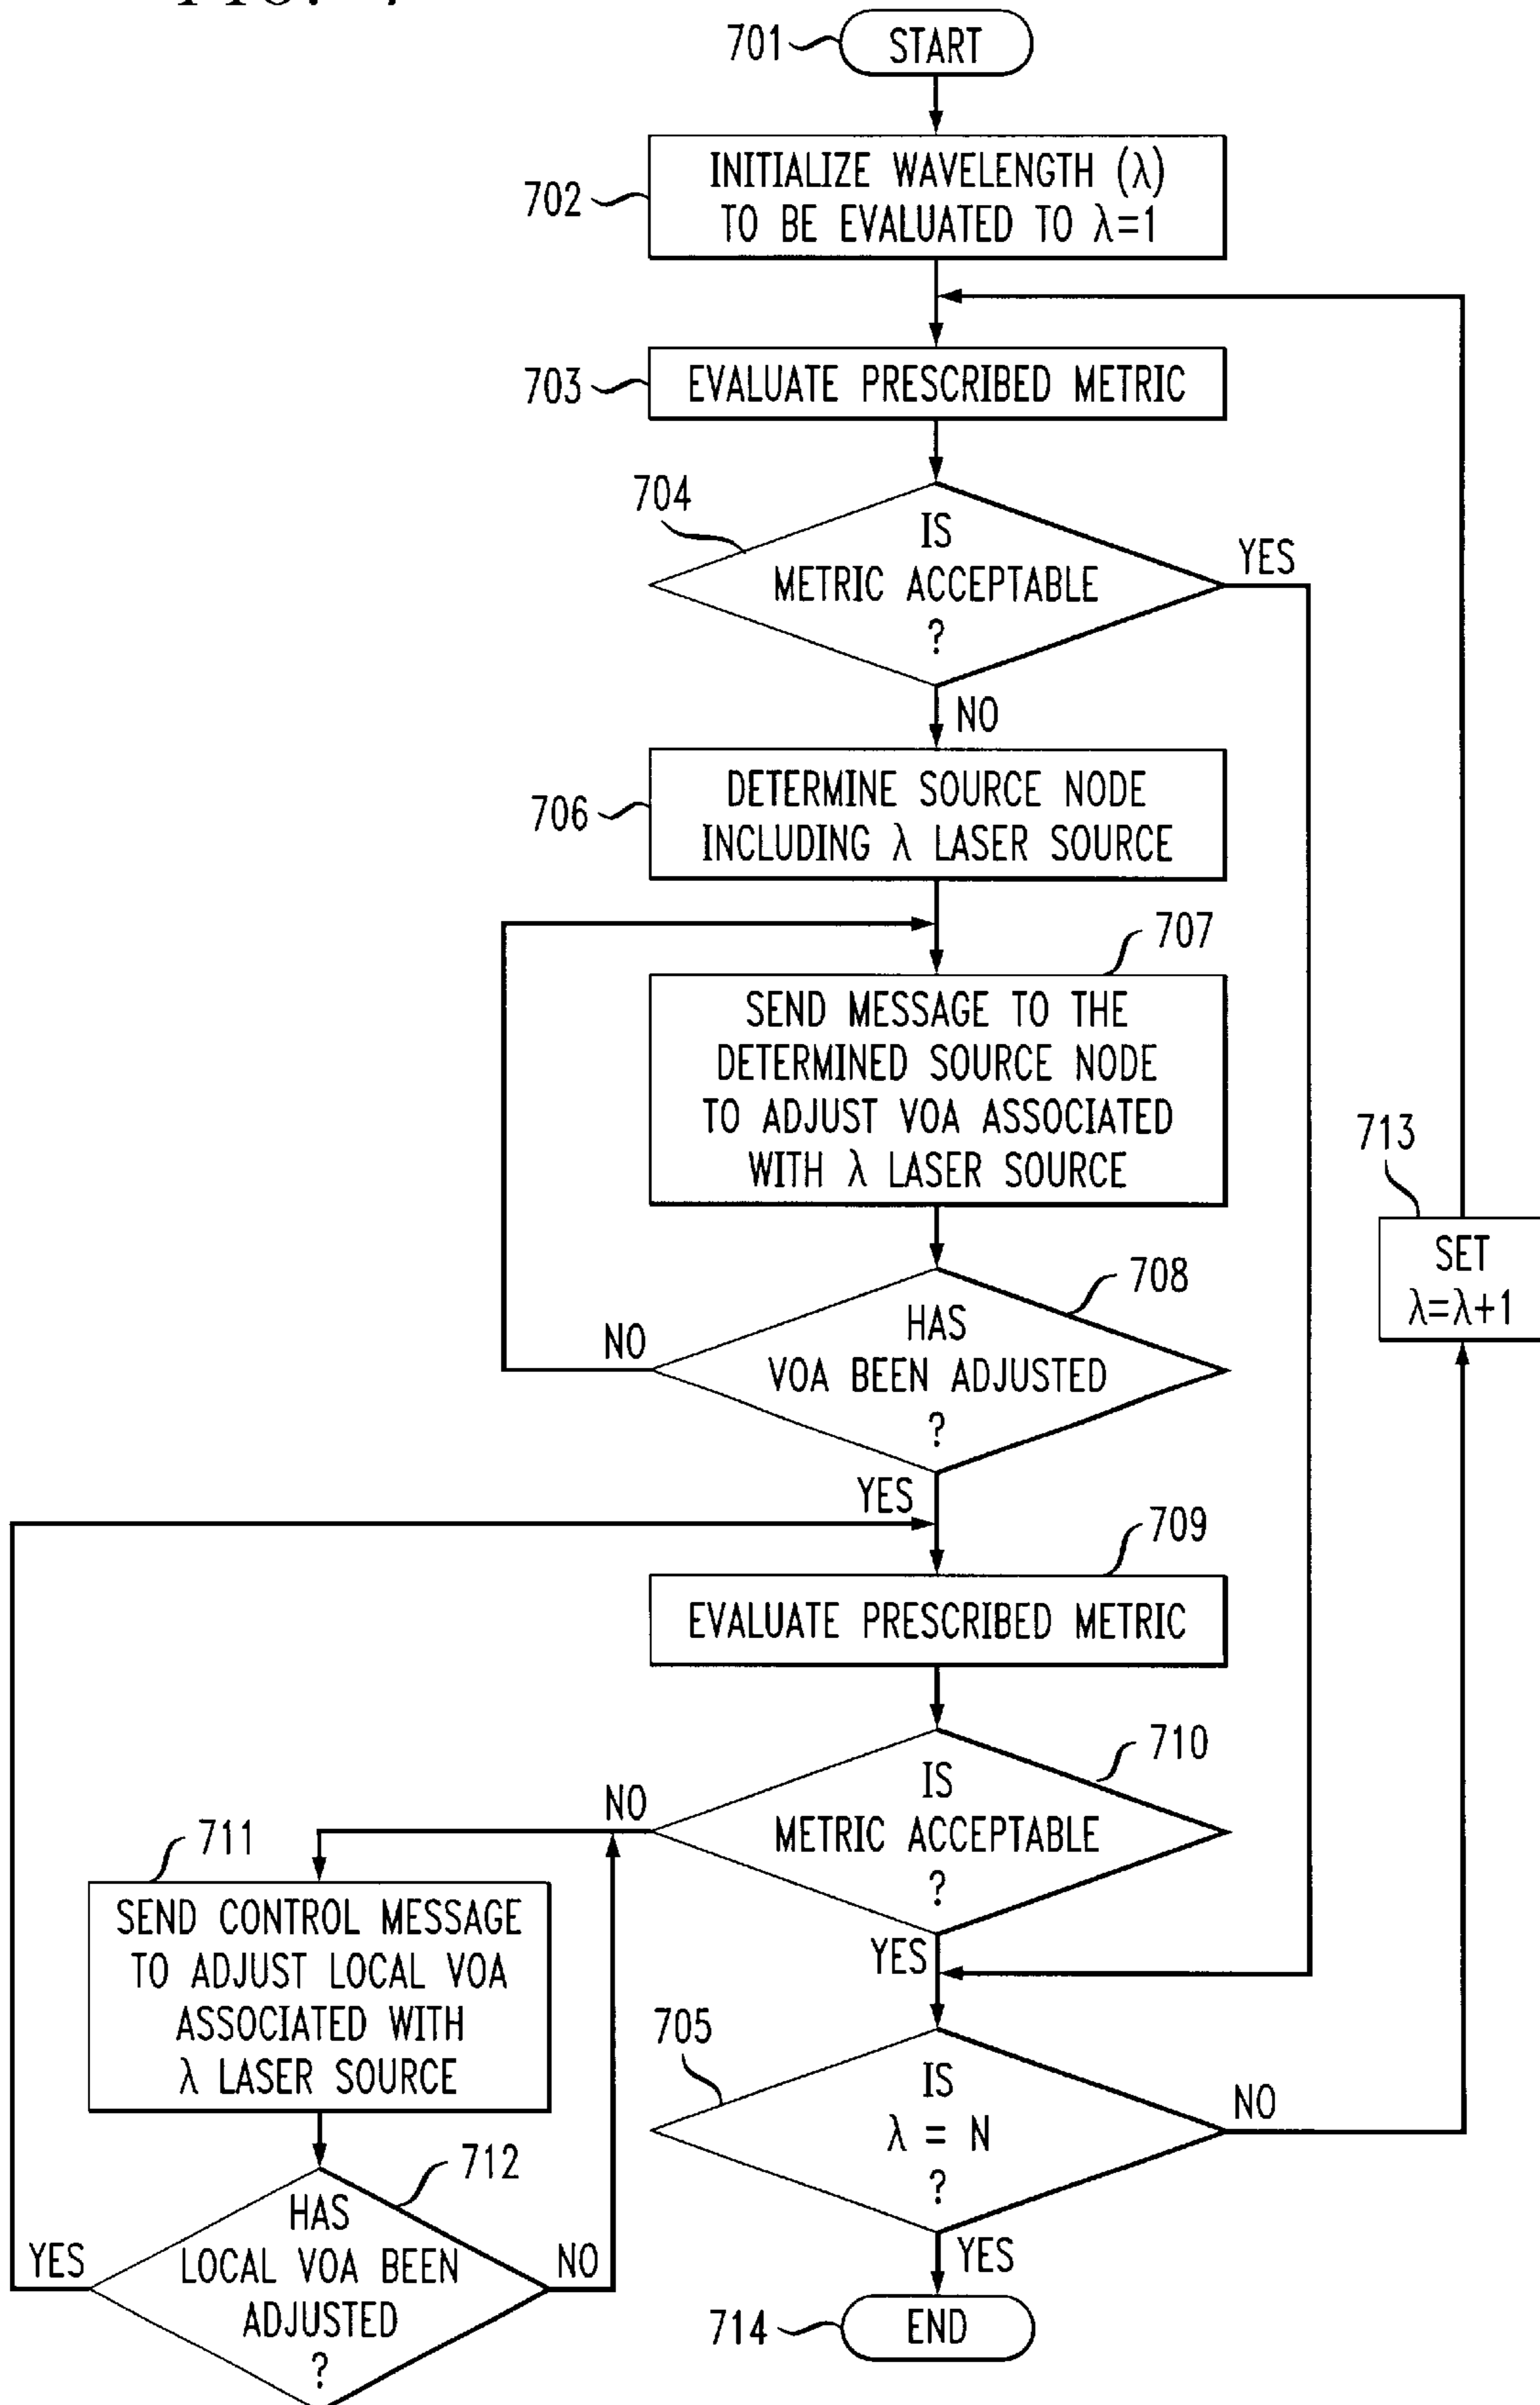 701
START
702
INITIALIZE WAVELENGTH (λ)
TO BE EVALUATED TO λ=1
703
EVALUATE PRESCRIBED METRIC
704
IS
METRIC ACCEPTABLE
?
YES
NO
706
DETERMINE SOURCE NODE
INCLUDING λ LASER SOURCE
707
SEND MESSAGE TO THE
DETERMINED SOURCE NODE
TO ADJUST VOA ASSOCIATED
WITH λ LASER SOURCE
713
SET
λ=λ+1
708
HAS
VOA BEEN ADJUSTED
?
NO
YES
709
EVALUATE PRESCRIBED METRIC
710
IS
METRIC ACCEPTABLE
?
NO
YES
711
SEND CONTROL MESSAGE
TO ADJUST LOCAL VOA
ASSOCIATED WITH
λ LASER SOURCE
712
HAS
LOCAL VOA BEEN
ADJUSTED
?
YES
NO
705
IS
λ = N
?
NO
YES
714
END